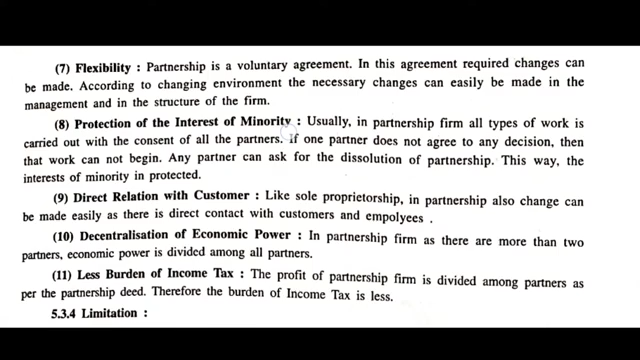 (7) Flexibility : Partnership is a voluntary agreement. In this agreement required changes can
be made. According to changing environment the necessary changes can easily be made in the
management and in the structure of the firm.
(8) Protection of the Interest of Minority : Usually, in partnership firm all types of work is
carried out with the consent of all the partners. If one partner does not agree to any decision, then
that work can not begin. Any partner can ask for the dissolution of partnership. This way, the
interests of minority in protected.
(9) Direct Relation with Customer : Like sole proprietorship, in partnership also change can
be made easily as there is direct contact with customers and empolyees .
(10) Decentralisation of Economic Power : In partnership firm as there are more than two
partners, economic power is divided among all partners.
(11) Less Burden of Income Tax : The profit of partnership firm is divided among partners as
per the partnership deed. Therefore the burden of Income Tax is less.
5.3.4 Limitation :